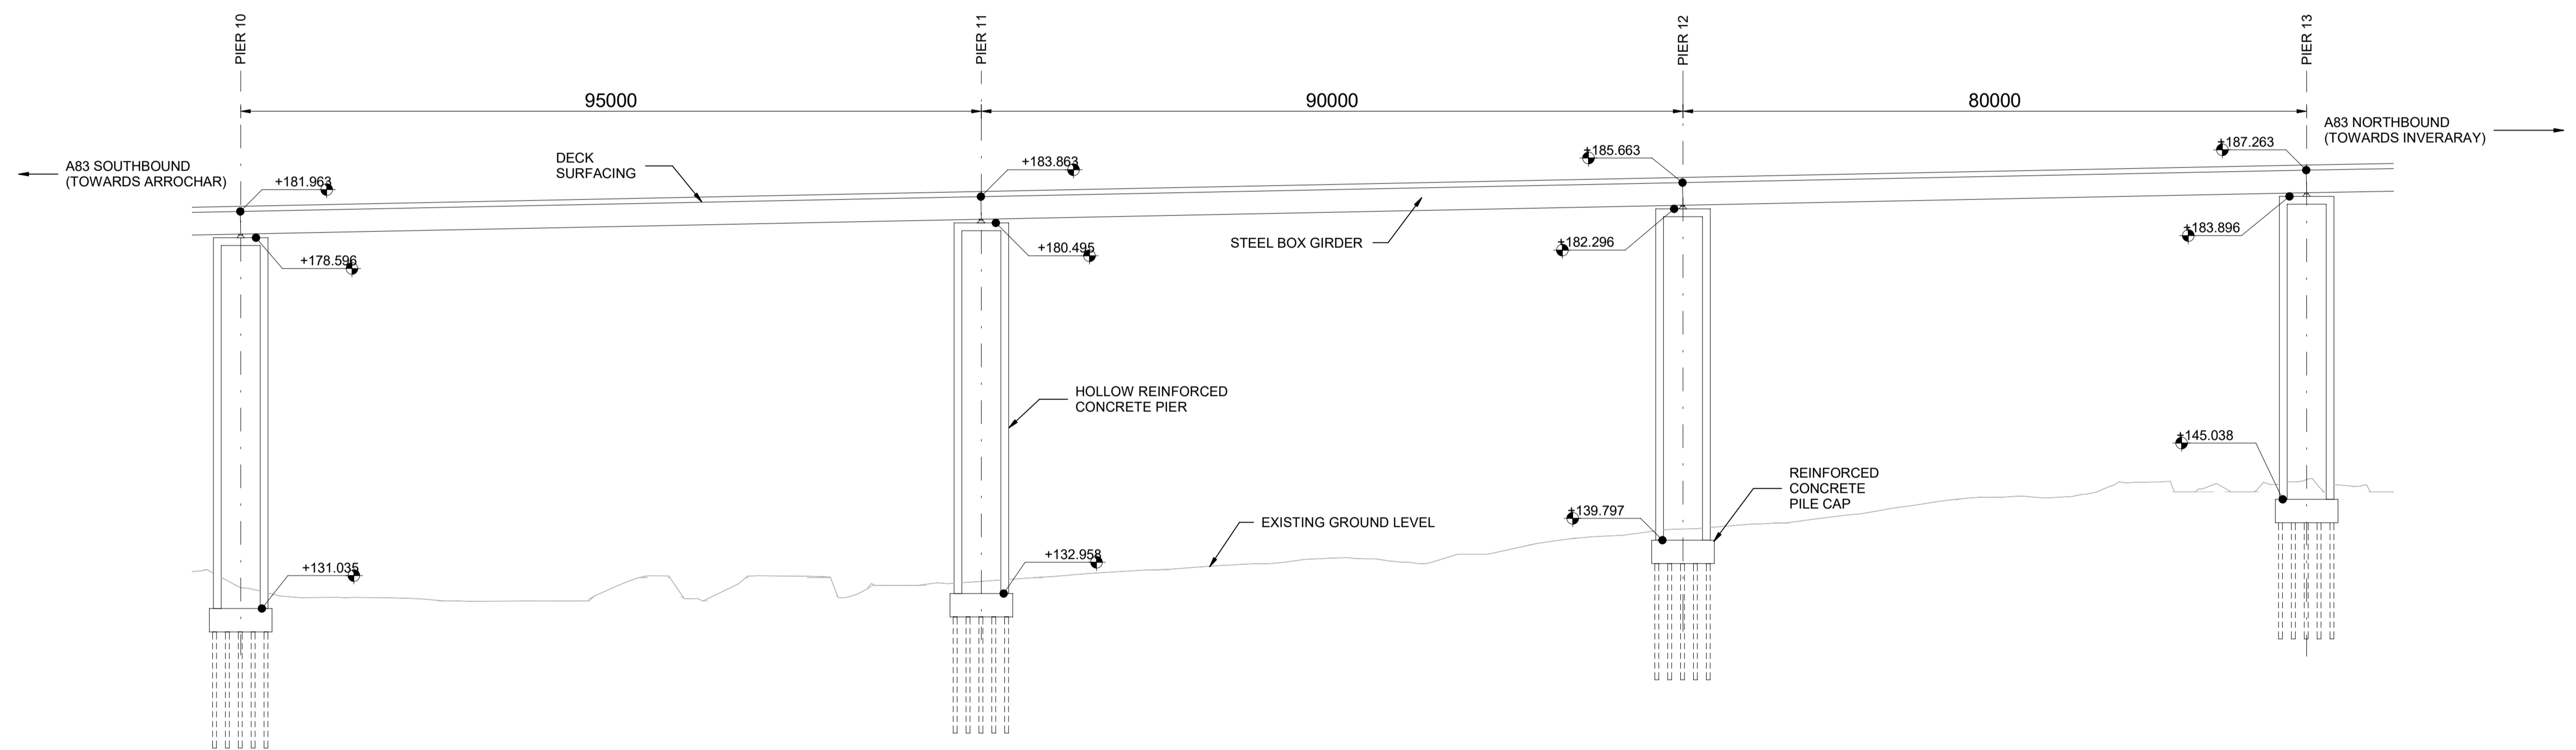 PIER 10
PIER 11
PIER 12
PIER 13
95000
90000
80000
A83 SOUTHBOUND
(TOWARDS ARROCHAR)
A83 NORTHBOUND
(TOWARDS INVERARAY)
DECK
SURFACING
+181.963
+183.863
+185.663
+187.263
+178.596
+180.495
STEEL BOX GIRDER
+182.296
+183.896
HOLLOW REINFORCED
CONCRETE PIER
+145.038
REINFORCED
CONCRETE
PILE CAP
+139.797
EXISTING GROUND LEVEL
+131.035
+132.958